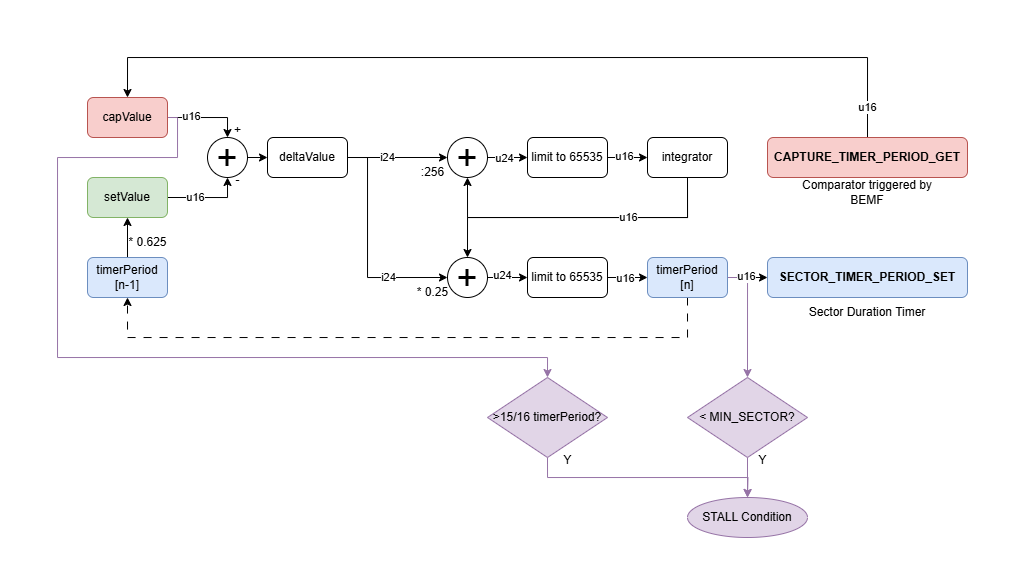 u16
capValue
u16
+
+
deltaValue
-
i24
+
:256
u24
limit to 65535
u16
integrator
CAPTURE_TIMER_PERIOD_GET
Comparator triggered by
BEMF
setValue
u16
u16
* 0.625
timerPeriod
[n-1]
i24
+
* 0.25
u24
limit to 65535
u16
timerPeriod
[n]
u16
SECTOR_TIMER_PERIOD_SET
Sector Duration Timer
>15/16 timerPeriod?
< MIN_SECTOR?
Y
Y
STALL Condition